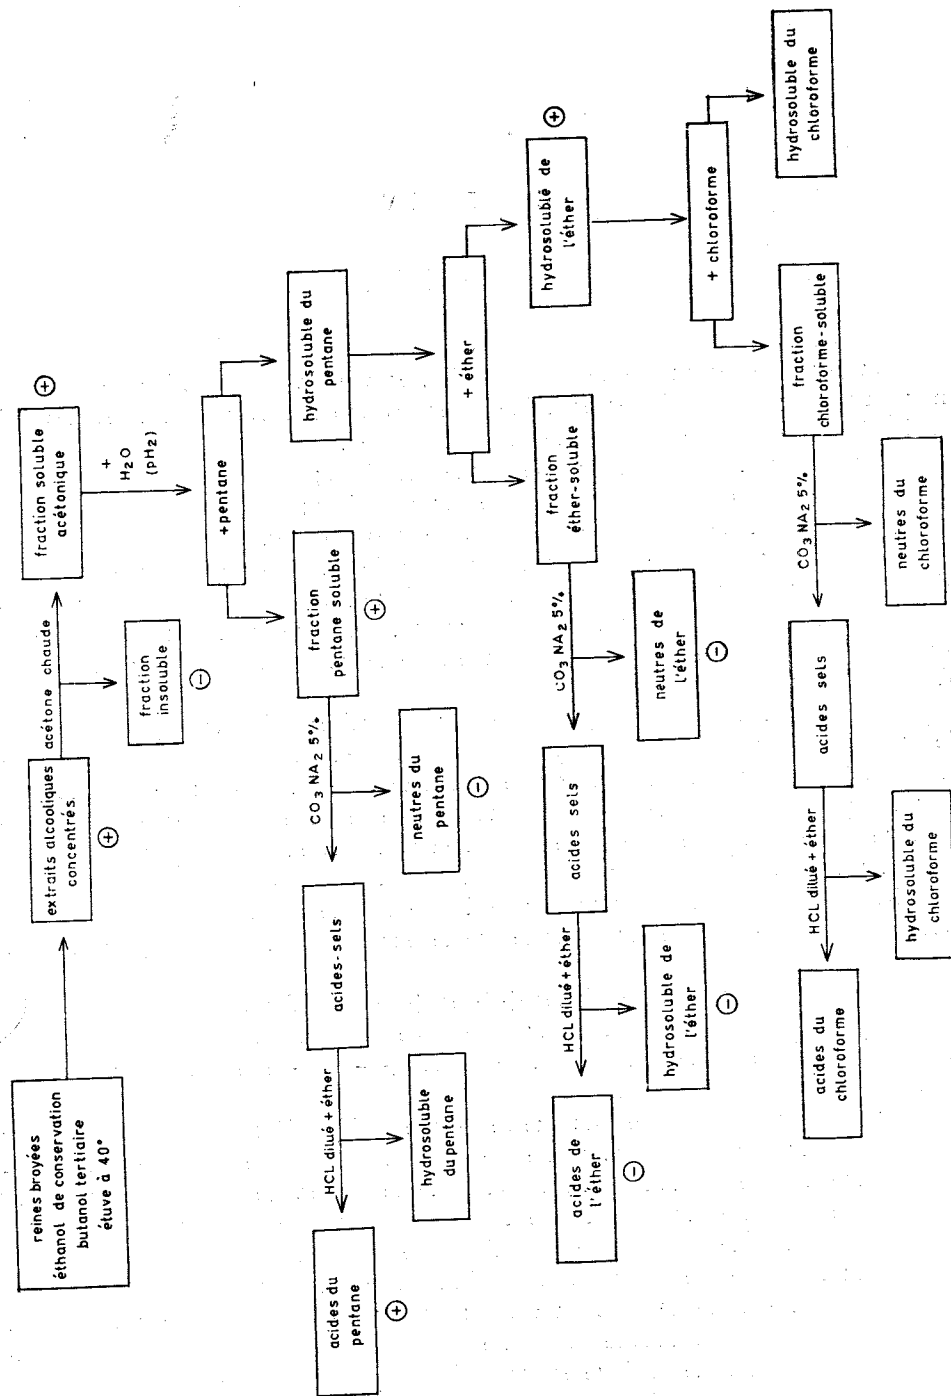 reines broyées
éthanol de conservation
butanol tertiaire
étuve à 40°
extraits alcooliques
concentrés.
⊕
acétone chaude
fraction
insoluble
⊖
fraction soluble
acétonique
⊕
+
H2O
(pH2)
+pentane
fraction
pentane soluble
⊕
hydrosoluble du
pentane
CO3 NA2 5%
neutres du
pentane
⊖
acides-sels
HCL dilué + éther
hydrosoluble
du pentane
acides du
pentane
⊕
+ éther
fraction
éther-soluble
hydrosoluble de
l'éther
⊕
CO3 NA2 5%
neutres de
l'éther
⊖
acides sels
HCL dilué + éther
hydrosoluble de
l'éther
⊖
acides de
l'éther
⊖
+ chloroforme
fraction
chloroforme-soluble
hydrosoluble du
chloroforme
CO3 NA2 5%
neutres du
chloroforme
acides sels
HCL dilué + éther
hydrosoluble du
chloroforme
acides du
chloroforme